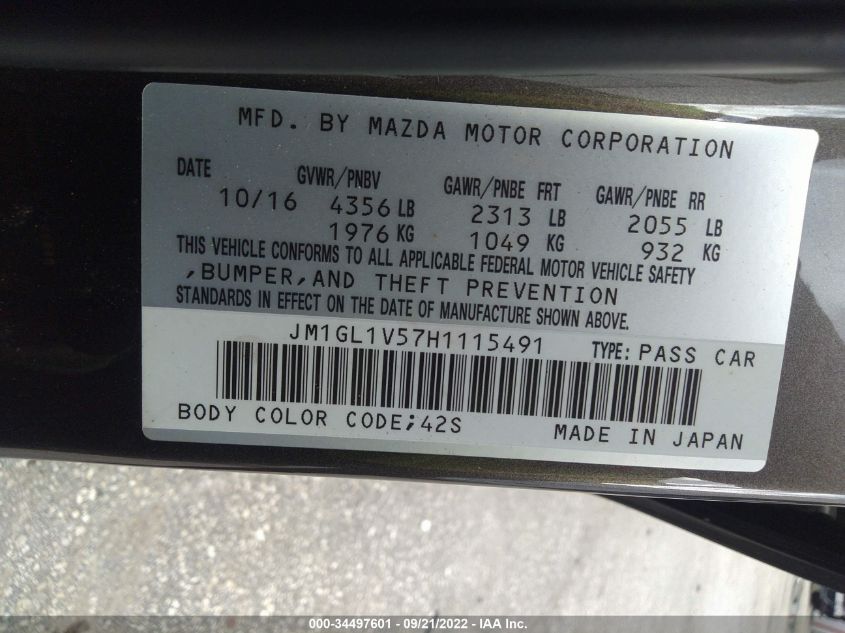 MFD. BY MAZDA MOTOR CORPORATION
DATE GVWR/PNBV GAWR/PNBE FRT GAWR/PNBE RR
10/16 4356 LB 2313 LB 2055 LB
1976 KG 1049 KG 932 KG
THIS VEHICLE CONFORMS TO ALL APPLICABLE FEDERAL MOTOR VEHICLE SAFETY
,BUMPER,AND THEFT PREVENTION
STANDARDS IN EFFECT ON THE DATE OF MANUFACTURE SHOWN ABOVE.
JM1GL1V57H1115491 TYPE: PASS CAR
BODY COLOR CODE;42S MADE IN JAPAN
000-34497601 - 09/21/2022 - IAA Inc.